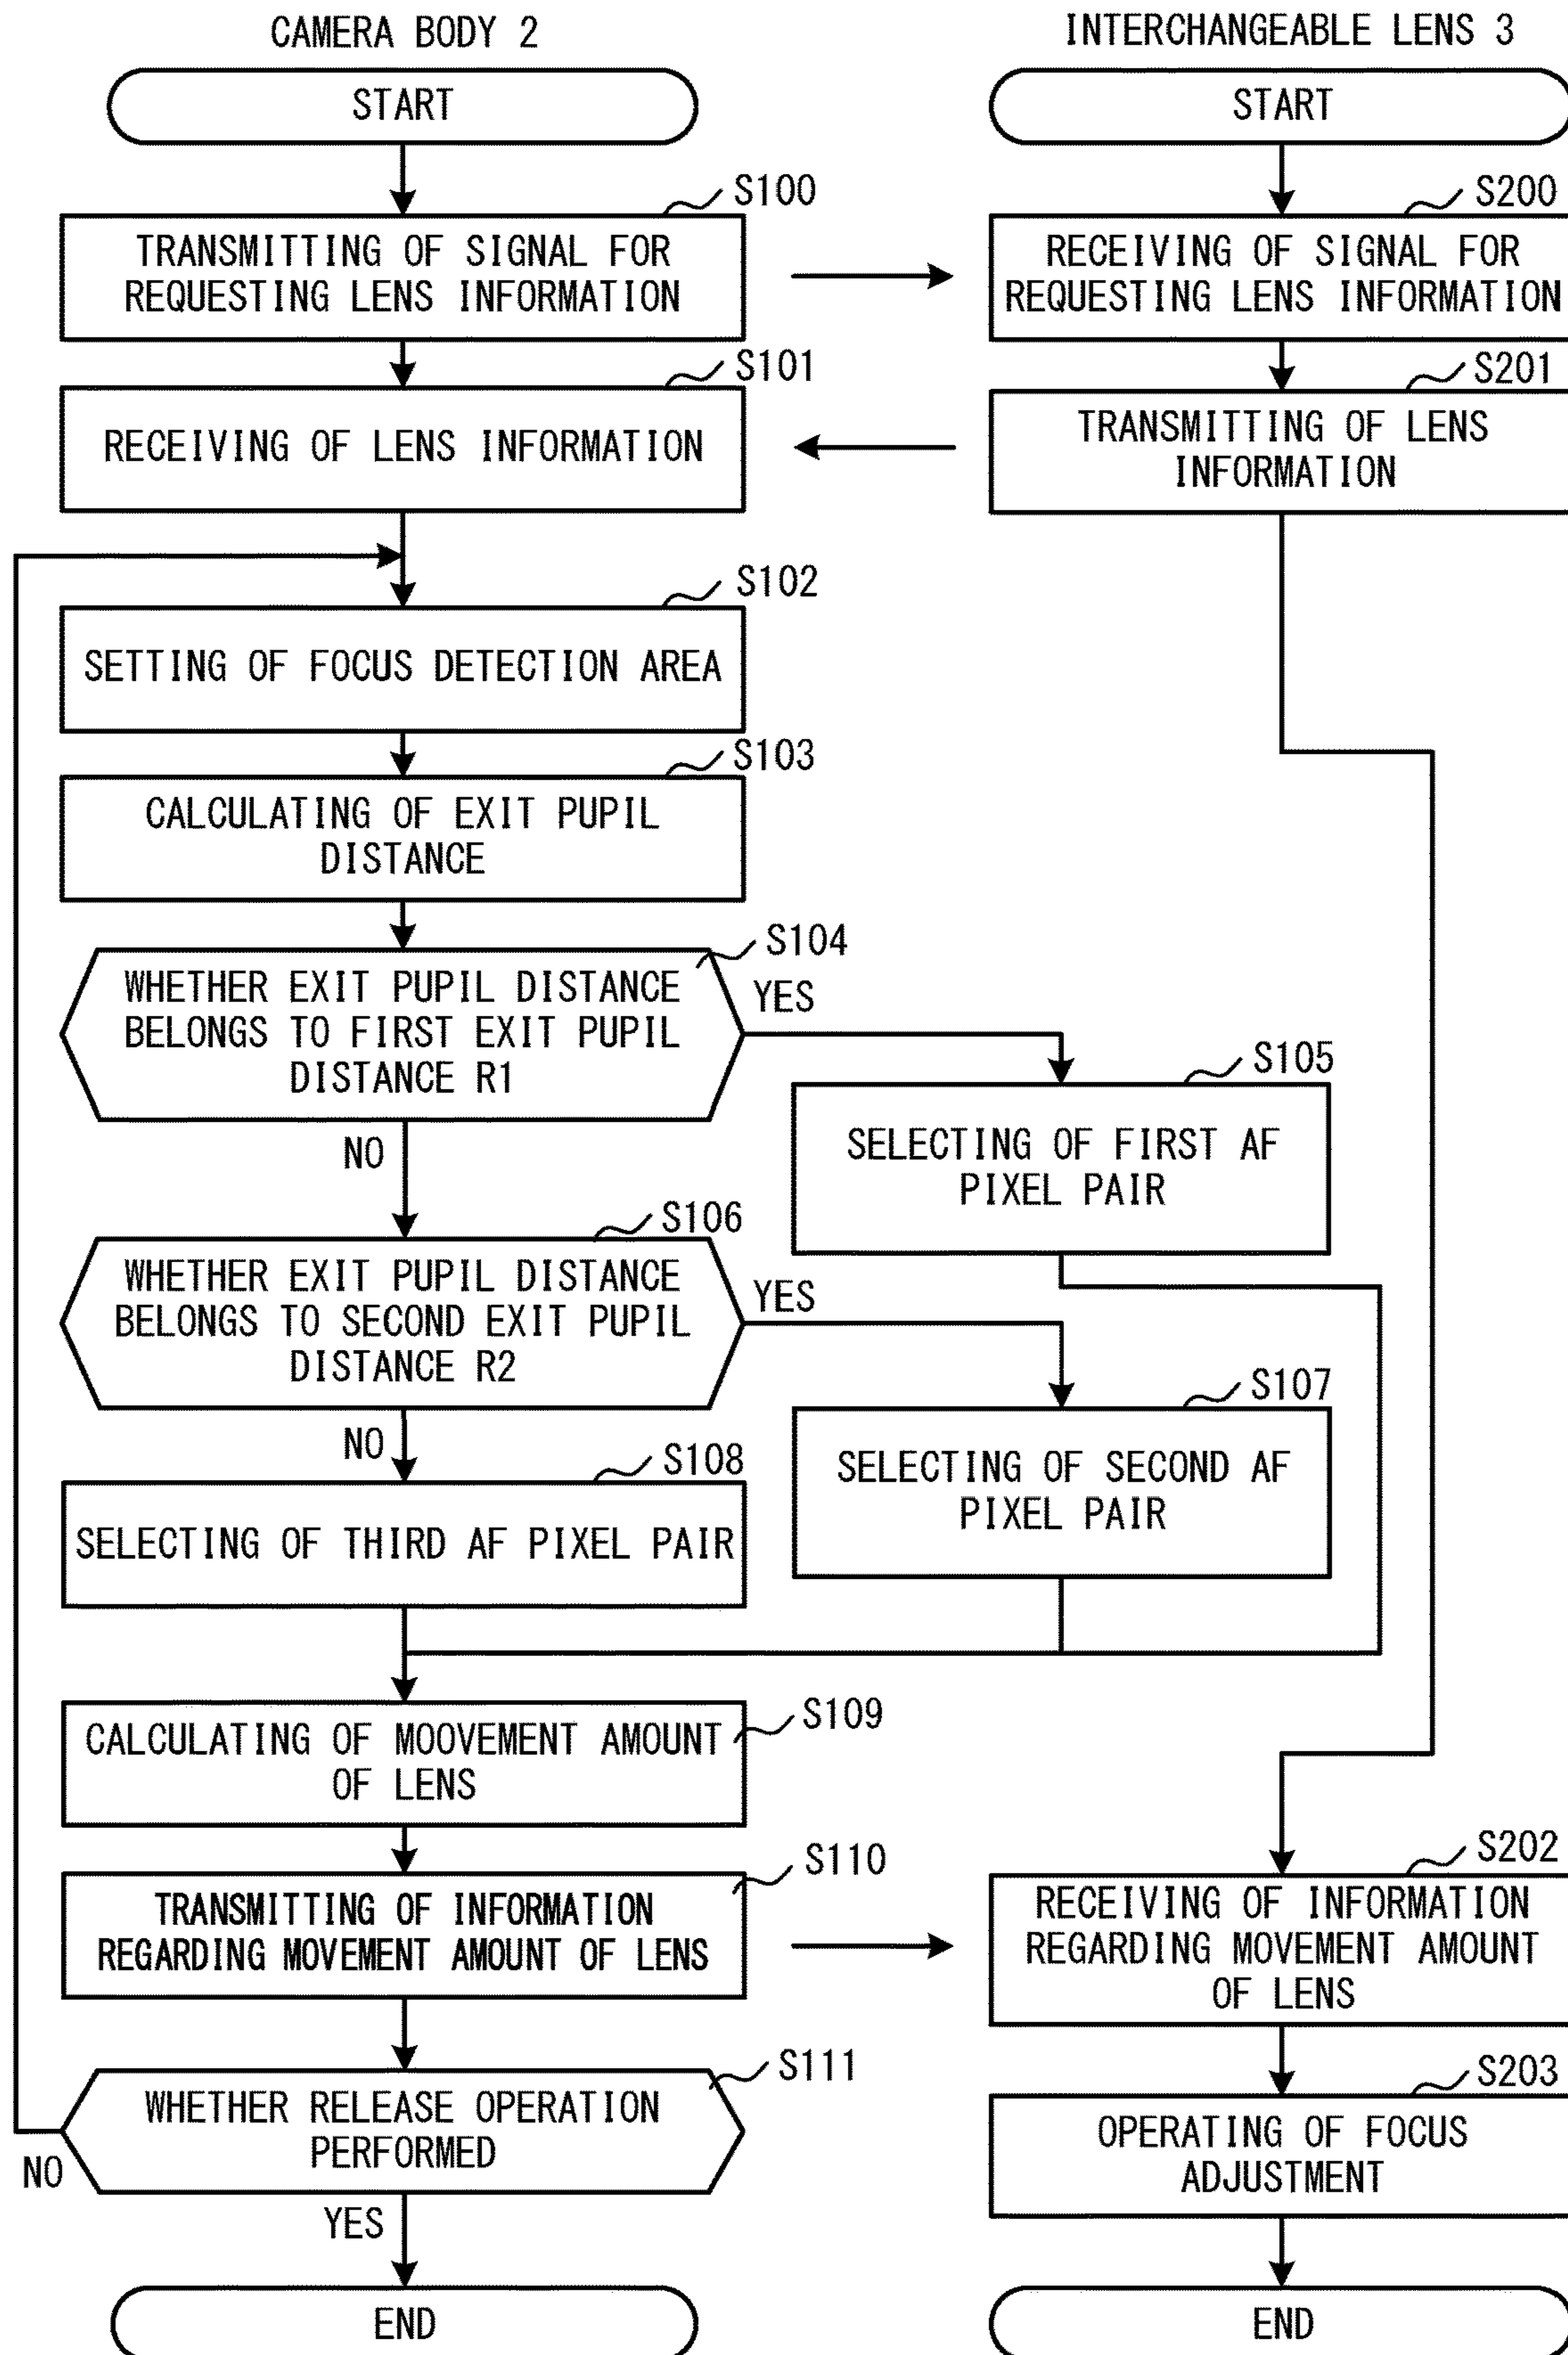 CAMERA BODY 2
INTERCHANGEABLE LENS 3
START
START
S100
TRANSMITTING OF SIGNAL FOR
REQUESTING LENS INFORMATION
S200
RECEIVING OF SIGNAL FOR
REQUESTING LENS INFORMATION
S101
RECEIVING OF LENS INFORMATION
S201
TRANSMITTING OF LENS
INFORMATION
S102
SETTING OF FOCUS DETECTION AREA
S103
CALCULATING OF EXIT PUPIL
DISTANCE
S104
WHETHER EXIT PUPIL DISTANCE
BELONGS TO FIRST EXIT PUPIL
DISTANCE R1
YES
NO
S105
SELECTING OF FIRST AF
PIXEL PAIR
S106
WHETHER EXIT PUPIL DISTANCE
BELONGS TO SECOND EXIT PUPIL
DISTANCE R2
YES
NO
S107
SELECTING OF SECOND AF
PIXEL PAIR
S108
SELECTING OF THIRD AF PIXEL PAIR
S109
CALCULATING OF MOOVEMENT AMOUNT
OF LENS
S110
TRANSMITTING OF INFORMATION
REGARDING MOVEMENT AMOUNT OF LENS
S202
RECEIVING OF INFORMATION
REGARDING MOVEMENT AMOUNT
OF LENS
S111
WHETHER RELEASE OPERATION
PERFORMED
NO
YES
S203
OPERATING OF FOCUS
ADJUSTMENT
END
END